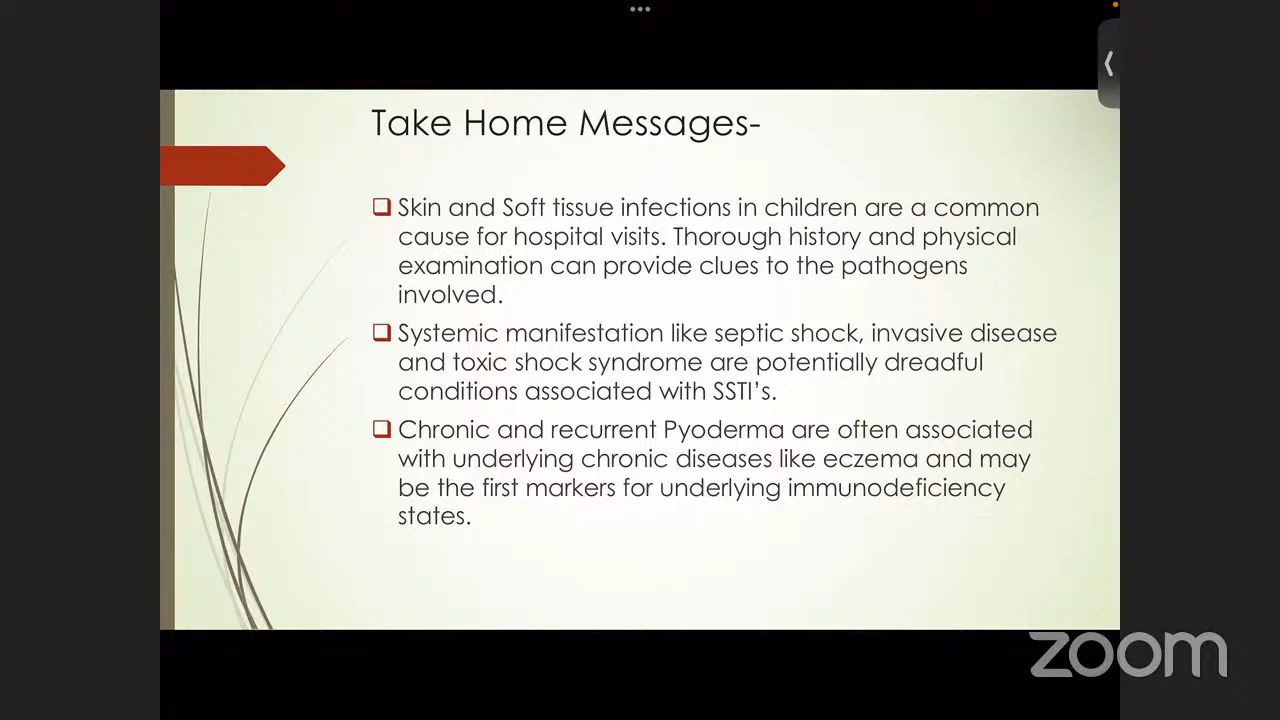 Take Home Messages-
Skin and Soft tissue infections in children are a common
cause for hospital visits. Thorough history and physical
examination can provide clues to the pathogens
involved.
Systemic manifestation like septic shock, invasive disease
and toxic shock syndrome are potentially dreadful
conditions associated with SSTI's.
Chronic and recurrent Pyoderma are often associated
with underlying chronic diseases like eczema and may
be the first markers for underlying immunodeficiency
states.
zoom